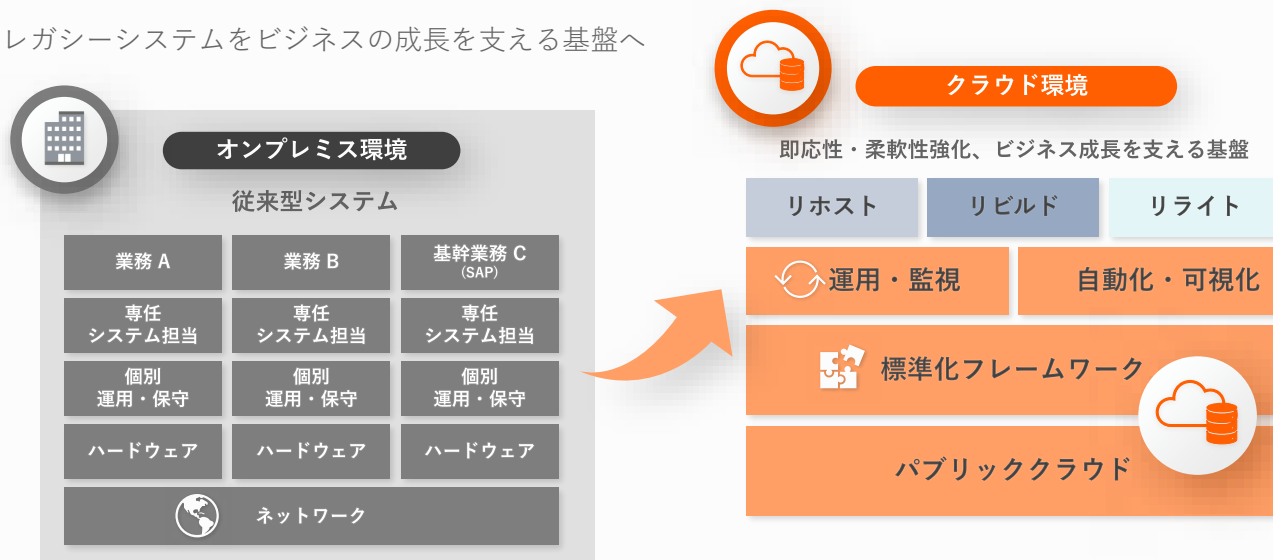 レガシーシステムをビジネスの成長を支える基盤へ
オンプレミス環境
従来型システム
業務 A
業務 B
基幹業務 C
(SAP)
専任
システム担当
専任
システム担当
専任
システム担当
個別
運用・保守
個別
運用・保守
個別
運用・保守
ハードウェア
ハードウェア
ハードウェア
ネットワーク
クラウド環境
即応性・柔軟性強化、ビジネス成長を支える基盤
リホスト
リビルド
リライト
運用・監視
自動化・可視化
標準化フレームワーク
パブリッククラウド